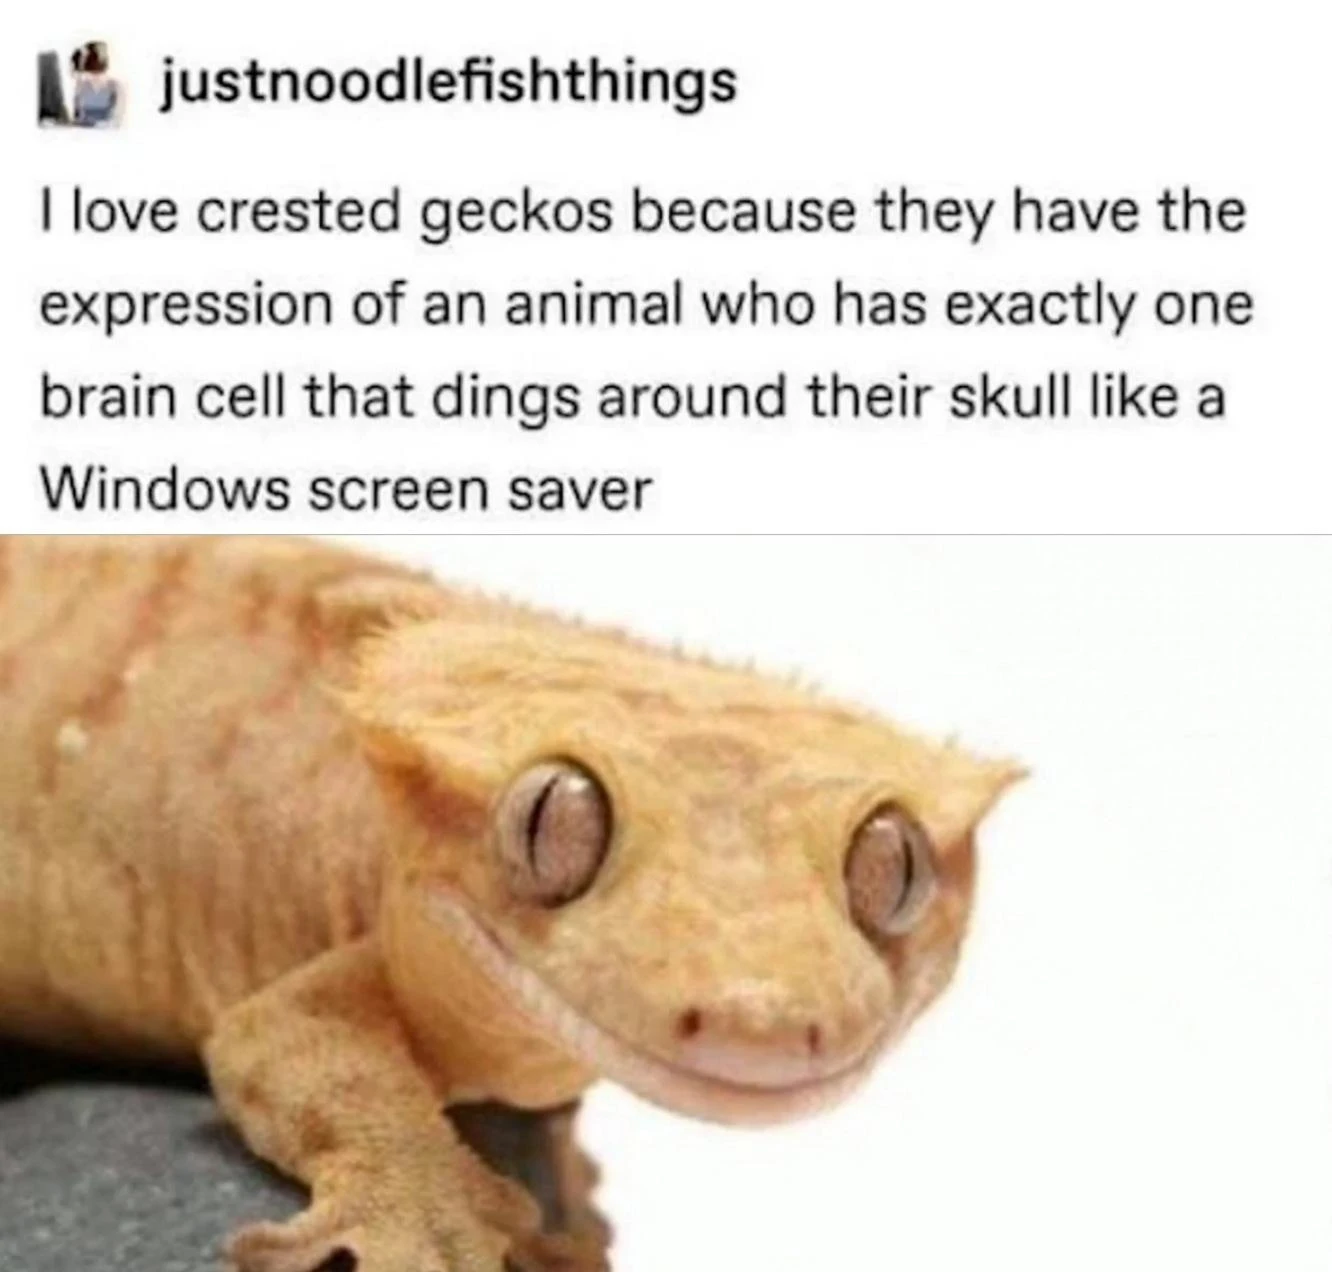 justnoodlefishthings
I love crested geckos because they have the
expression of an animal who has exactly one
brain cell that dings around their skull like a
Windows screen saver